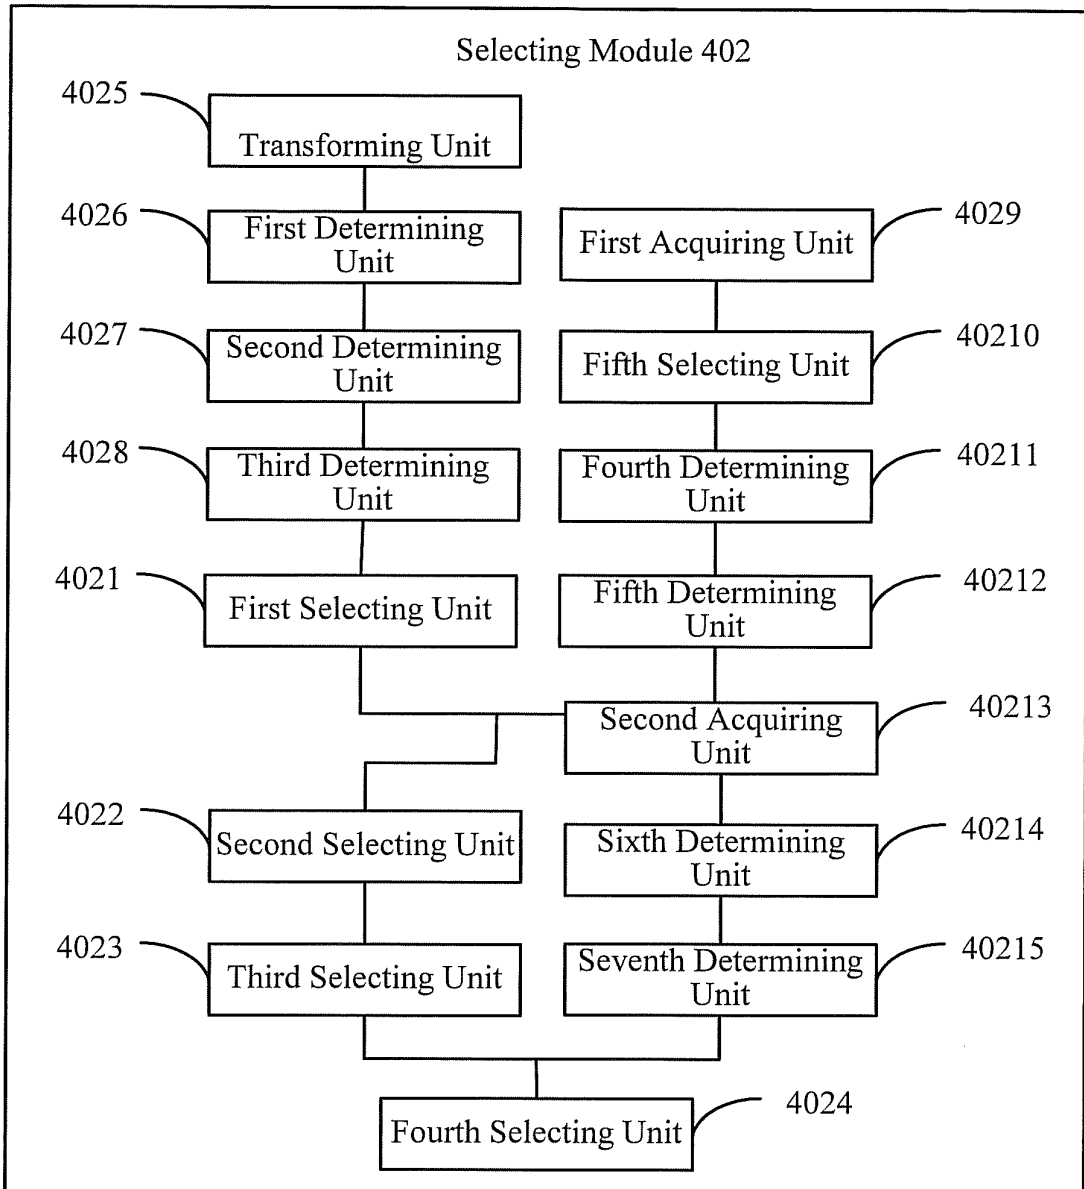 Selecting Module 402
4025
Transforming Unit
4026
First Determining
Unit
First Acquiring Unit
4029
4027
Second Determining
Unit
Fifth Selecting Unit
40210
4028
Third Determining
Unit
Fourth Determining
Unit
40211
4021
First Selecting Unit
Fifth Determining
Unit
40212
Second Acquiring
Unit
40213
4022
Second Selecting Unit
Sixth Determining
Unit
40214
4023
Third Selecting Unit
Seventh Determining
Unit
40215
Fourth Selecting Unit
4024